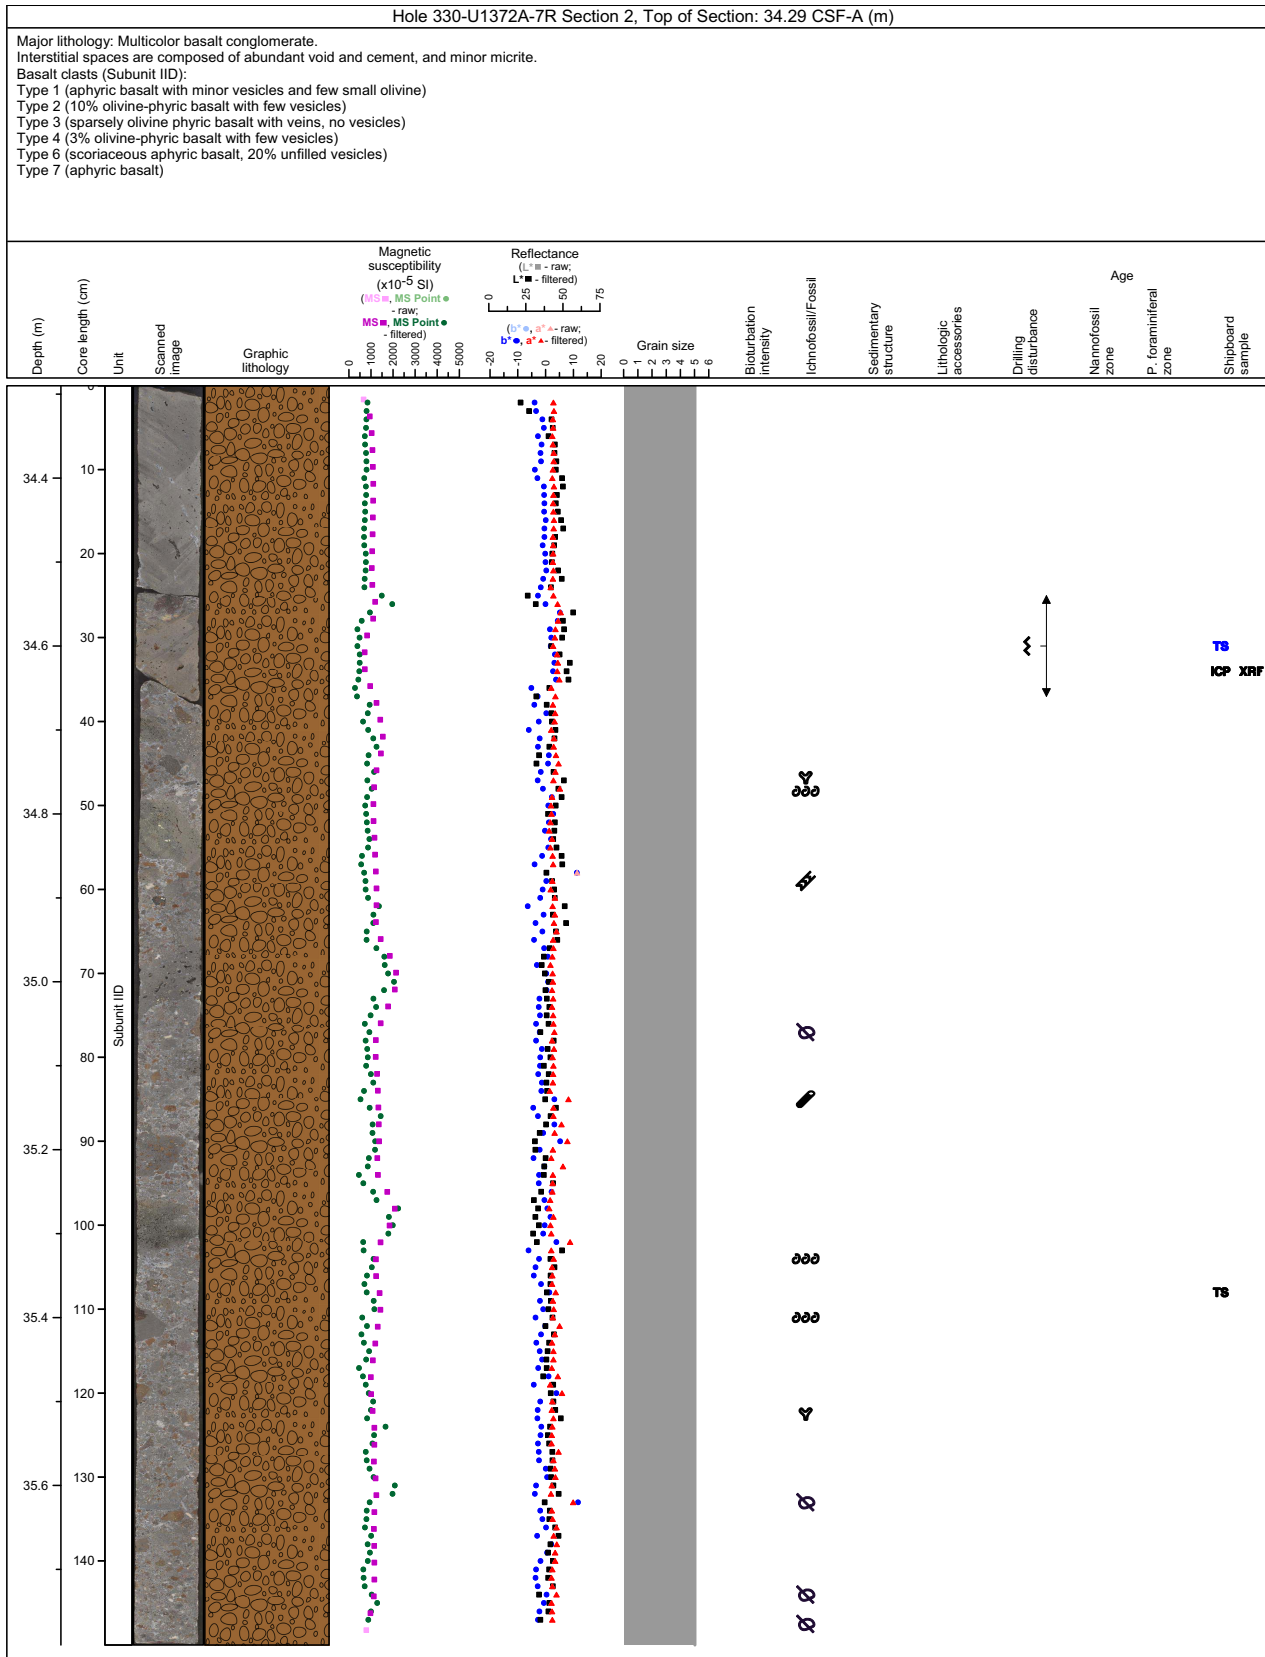 Hole 330-U1372A-7R Section 2, Top of Section: 34.29 CSF-A (m)
Major lithology: Multicolor basalt conglomerate.
Interstitial spaces are composed of abundant void and cement, and minor micrite.
Basalt clasts (Subunit IID):
Type 1 (aphyric basalt with minor vesicles and few small olivine)
Type 2 (10% olivine-phyric basalt with few vesicles)
Type 3 (sparsely olivine phyric basalt with veins, no vesicles)
Type 4 (3% olivine-phyric basalt with few vesicles)
Type 6 (scoriaceous aphyric basalt, 20% unfilled vesicles)
Type 7 (aphyric basalt)
Depth (m)
Core length (cm)
Unit
Scanned
image
Graphic
lithology
Magnetic
susceptibility
(x10-5 SI)
(MS■, MS Point●
- raw;
MS■, MS Point●
- filtered)
0 1000 2000 3000 4000 5000
Reflectance
(L*■ - raw;
L*■ - filtered)
0 25 50 75
(b*●, a*▲- raw;
b*●, a*▲- filtered)
-20 -10 0 10 20
Grain size
0 1 2 3 4 5 6
Bioturbation
intensity
Ichnofossil/Fossil
Sedimentary
structure
Lithologic
accessories
Drilling
disturbance
Age
Nannofossil
zone
P. foraminiferal
zone
Shipboard
sample
0
10
34.4
20
30
34.6
TS
ICP XRF
40
50
34.8
60
70
35.0
Subunit IID
80
90
35.2
100
TS
110
35.4
120
130
35.6
140